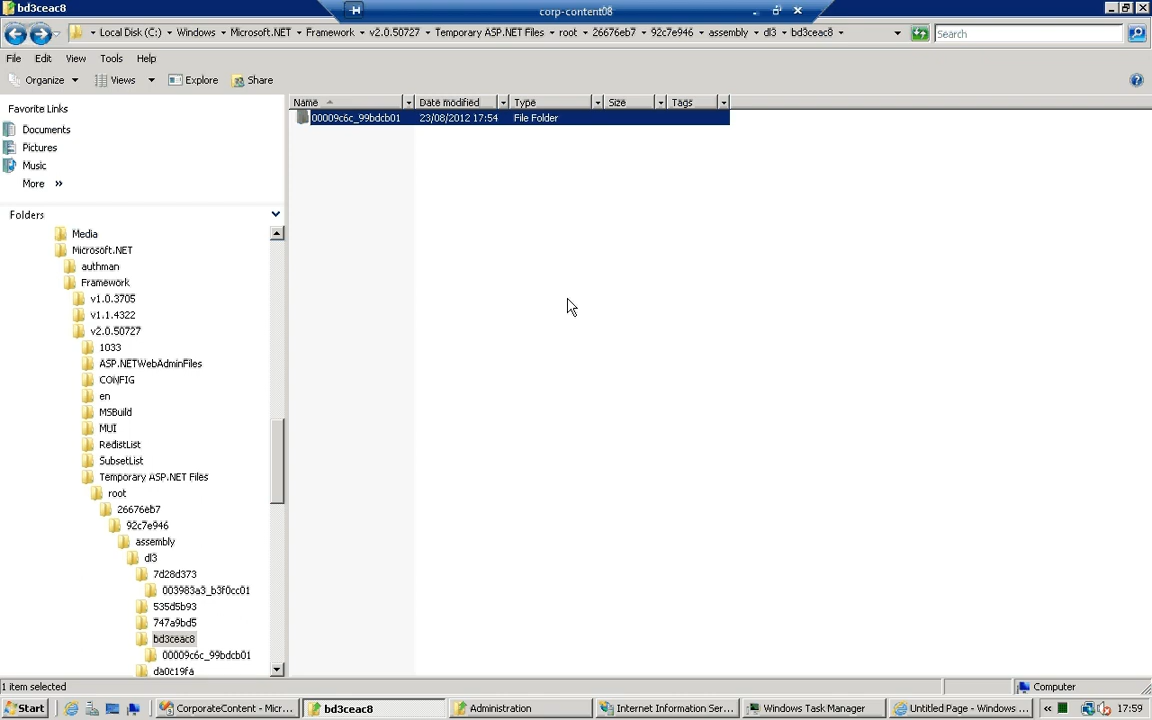 bd3ceac8
corp-content08
Local Disk (C:) Windows Microsoft.NET Framework v2.0.50727 Temporary ASP.NET Files root 26676eb7 92c7e946 assembly dl3 bd3ceac8
Search
File Edit View Tools Help
Organize Views Explore Share
Favorite Links
Documents
Pictures
Music
More »
Folders
Media
Microsoft.NET
authman
Framework
v1.0.3705
v1.1.4322
v2.0.50727
1033
ASP.NETWebAdminFiles
CONFIG
en
MSBuild
MUI
RedistList
SubsetList
Temporary ASP.NET Files
root
26676eb7
92c7e946
assembly
dl3
7d28d373
003983a3_b3f0cc01
535d5b93
747a9bd5
bd3ceac8
00009c6c_99bdcb01
da0c19fa
Name Date modified Type Size Tags
00009c6c_99bdcb01 23/08/2012 17:54 File Folder
1 item selected
Computer
Start
CorporateContent - Micr...
bd3ceac8
Administration
Internet Information Ser...
Windows Task Manager
Untitled Page - Windows ...
«
17:59